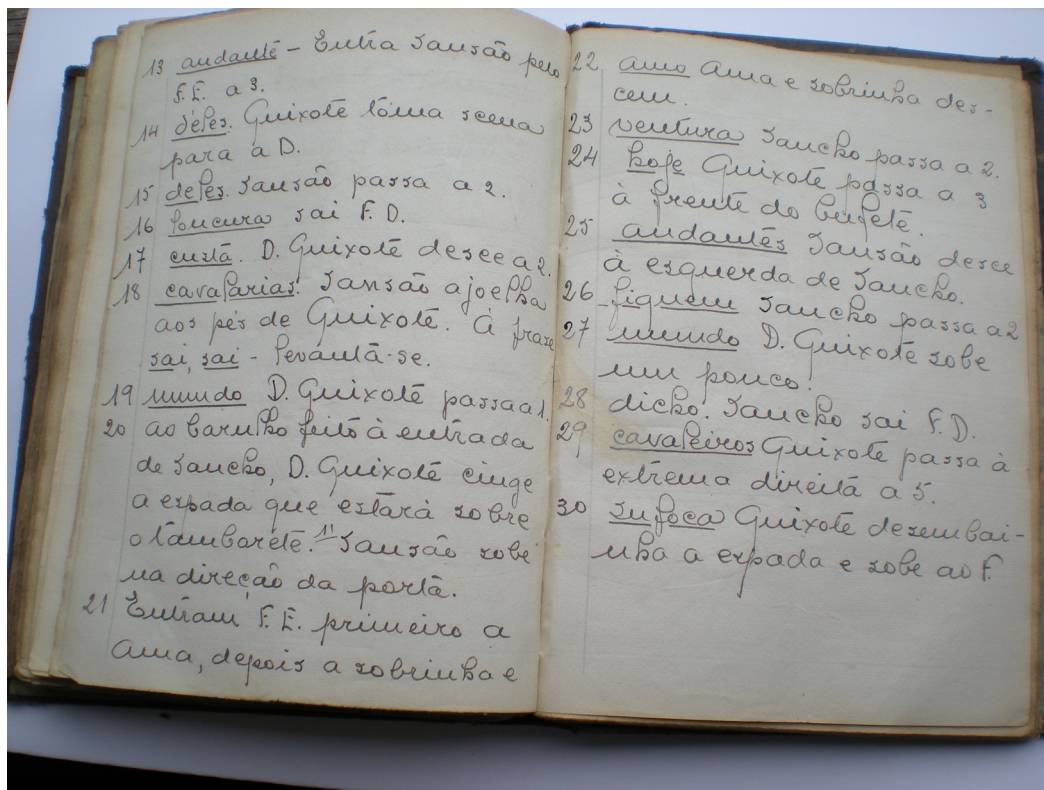 13 andante - Entra Sansão pelo
F.E. a 3.
14 deles. Quixote tóma scena
para a D.
15 deles. Sansão passa a 2.
16 loucura sai F.D.
17 custa. D. Quixote desce a 2.
18 cavalarias. Sansão ajoelha
aos pés de Quixote. À frase
sai, sai - levanta-se.
19 mundo D. Quixote passa a 1.
20 ao barulho feito à entrada
de Sancho, D. Quixote cinge
a espada que estará sobre
o tamborete. Sansão sobe
na direção da porta.
21 Entram F.E. primeiro a
Ama, depois a sobrinha e
22 amo Ama e sobrinha des-
cem.
23 ventura Sancho passa a 2.
24 hoje Quixote passa a 3
à frente do bufete.
25 andantes Sansão desce
à esquerda de Sancho.
26 fiquem Sancho passa a 2
27 mundo D. Quixote sobe
um pouco.
28 dicho. Sancho sai F.D.
29 cavaleiros Quixote passa à
extrema direita a 5.
30 Sufoca Quixote desembai-
nha a espada e sobe ao F.